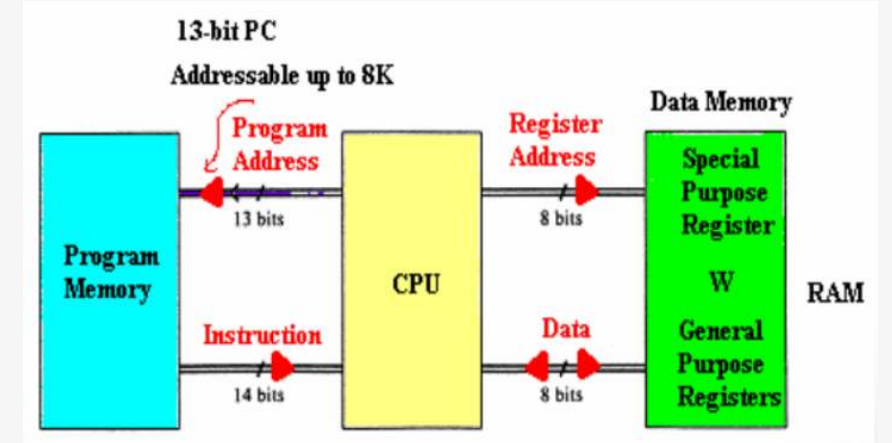 13-bit PC
Addressable up to 8K
Program
Address
13 bits
Program
Memory
Instruction
14 bits
CPU
Register
Address
8 bits
Data
8 bits
Data Memory
Special
Purpose
Register
W
General
Purpose
Registers
RAM